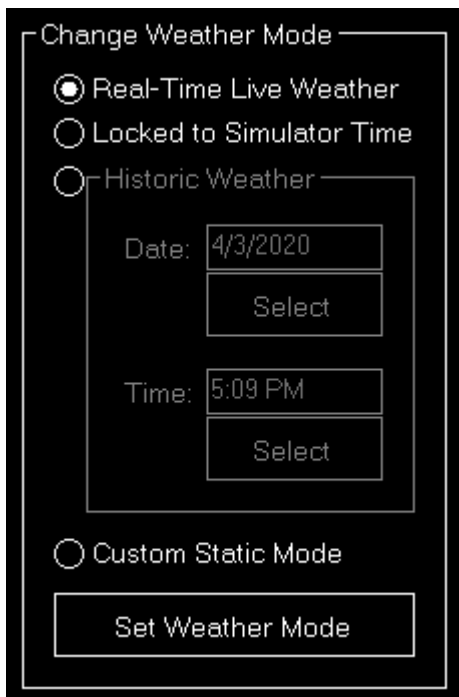 Change Weather Mode
Real-Time Live Weather
Locked to Simulator Time
Historic Weather
Date: 4/3/2020
Select
Time: 5:09 PM
Select
Custom Static Mode
Set Weather Mode